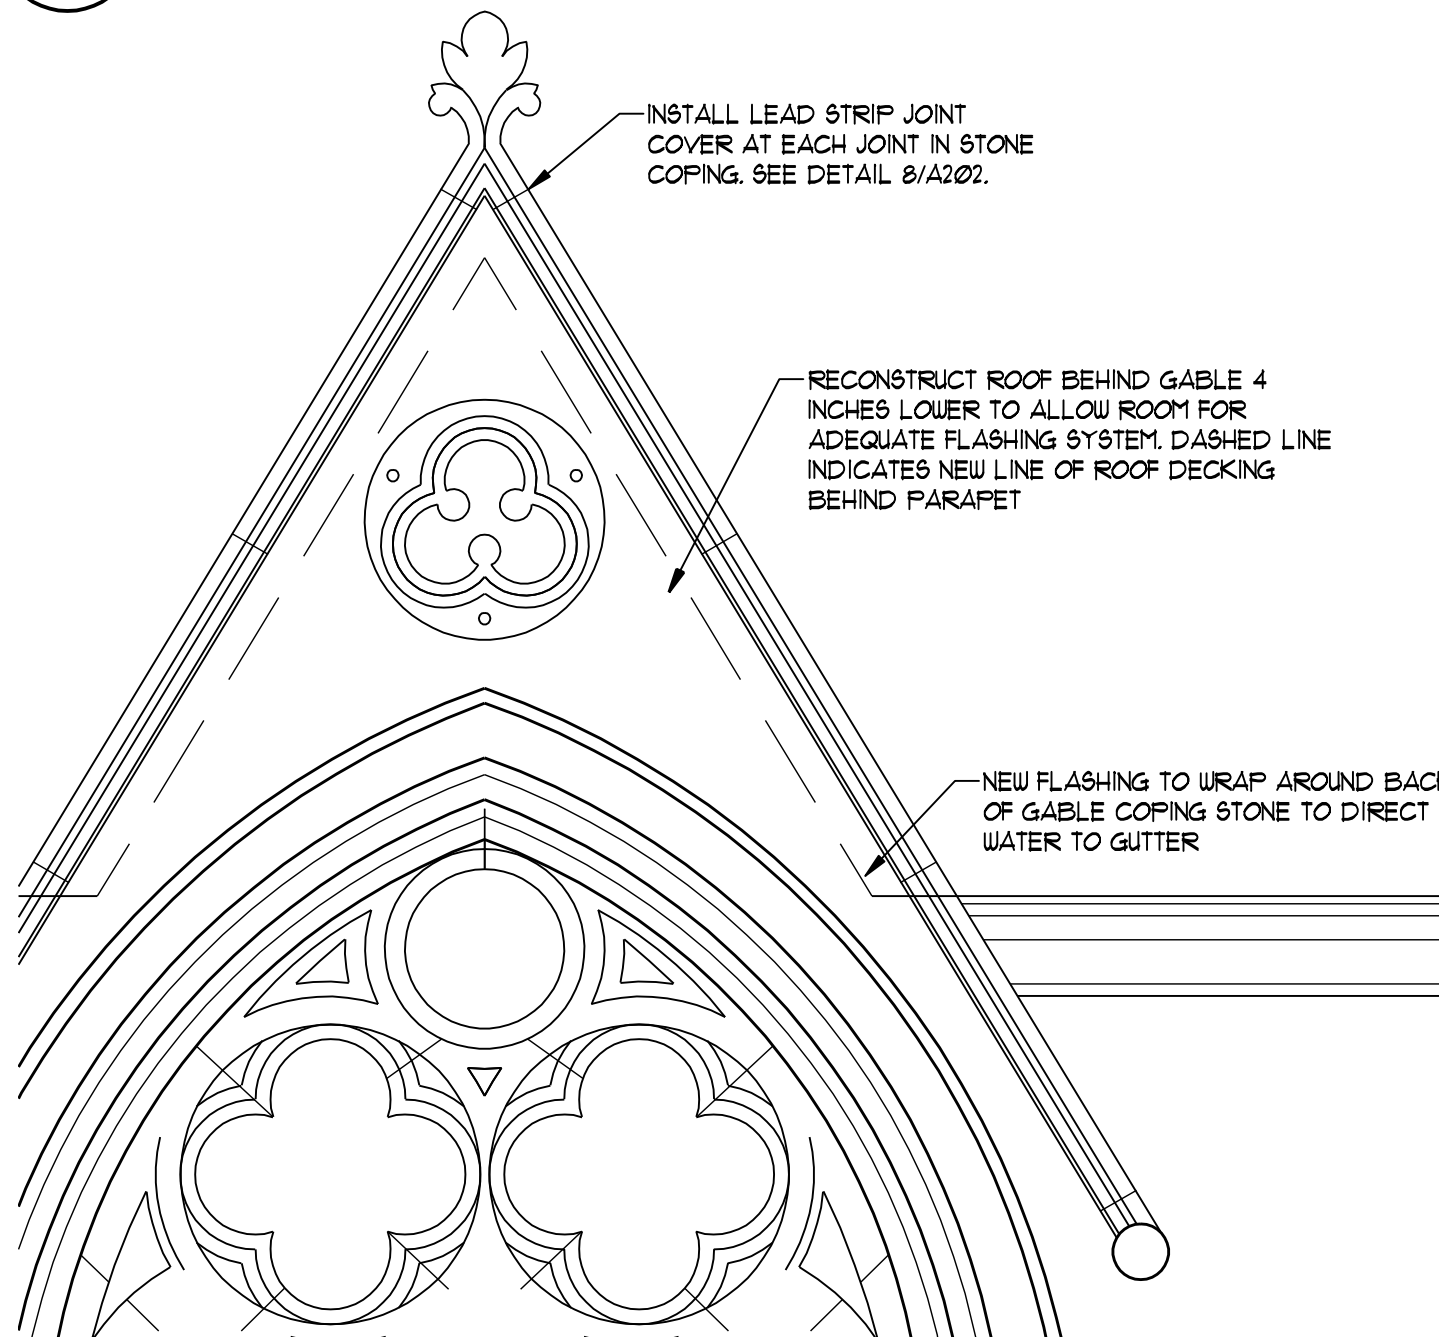 INSTALL LEAD STRIP JOINT
COVER AT EACH JOINT IN STONE
COPING. SEE DETAIL 8/A202.
RECONSTRUCT ROOF BEHIND GABLE 4
INCHES LOWER TO ALLOW ROOM FOR
ADEQUATE FLASHING SYSTEM. DASHED LINE
INDICATES NEW LINE OF ROOF DECKING
BEHIND PARAPET
NEW FLASHING TO WRAP AROUND BACK
OF GABLE COPING STONE TO DIRECT
WATER TO GUTTER